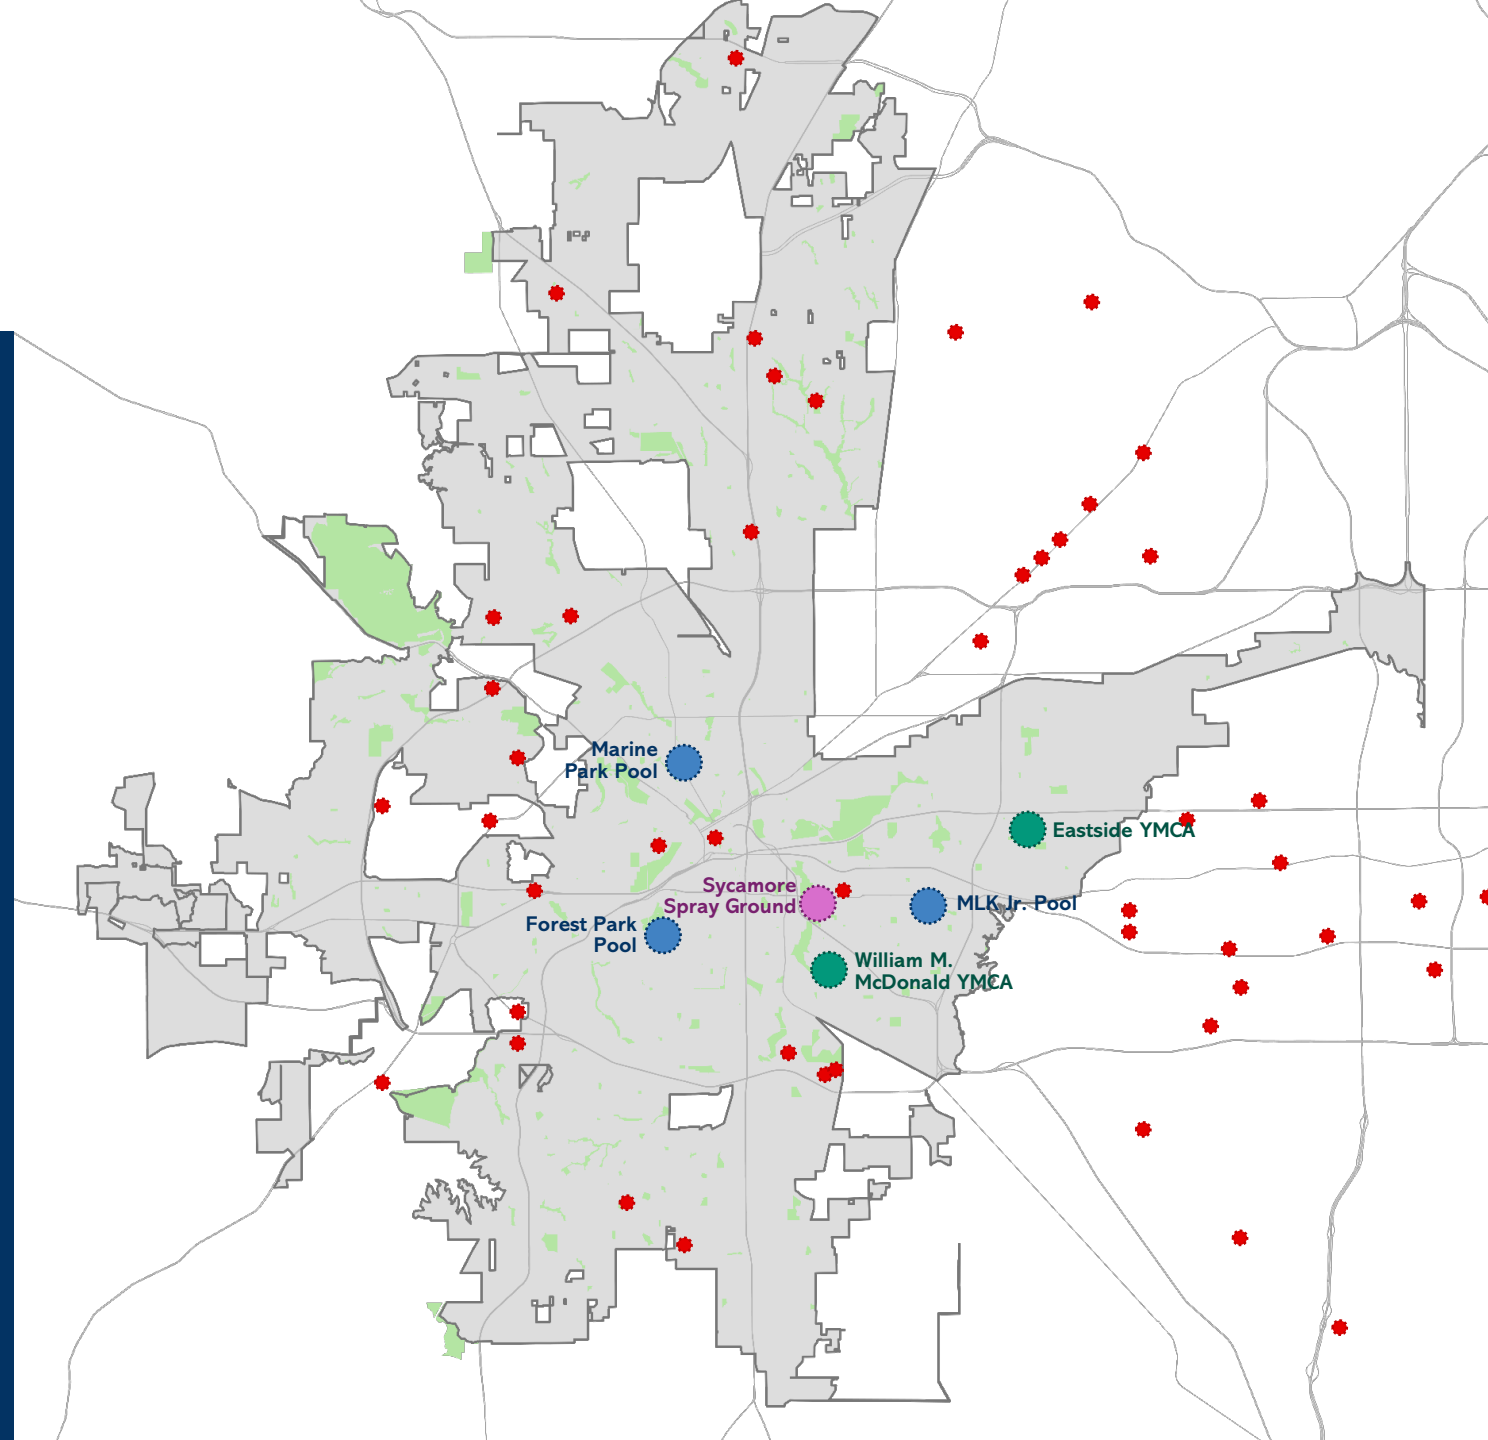 Marine
Park Pool
Eastside YMCA
Sycamore
Spray Ground
MLK Jr. Pool
Forest Park
Pool
William M.
McDonald YMCA